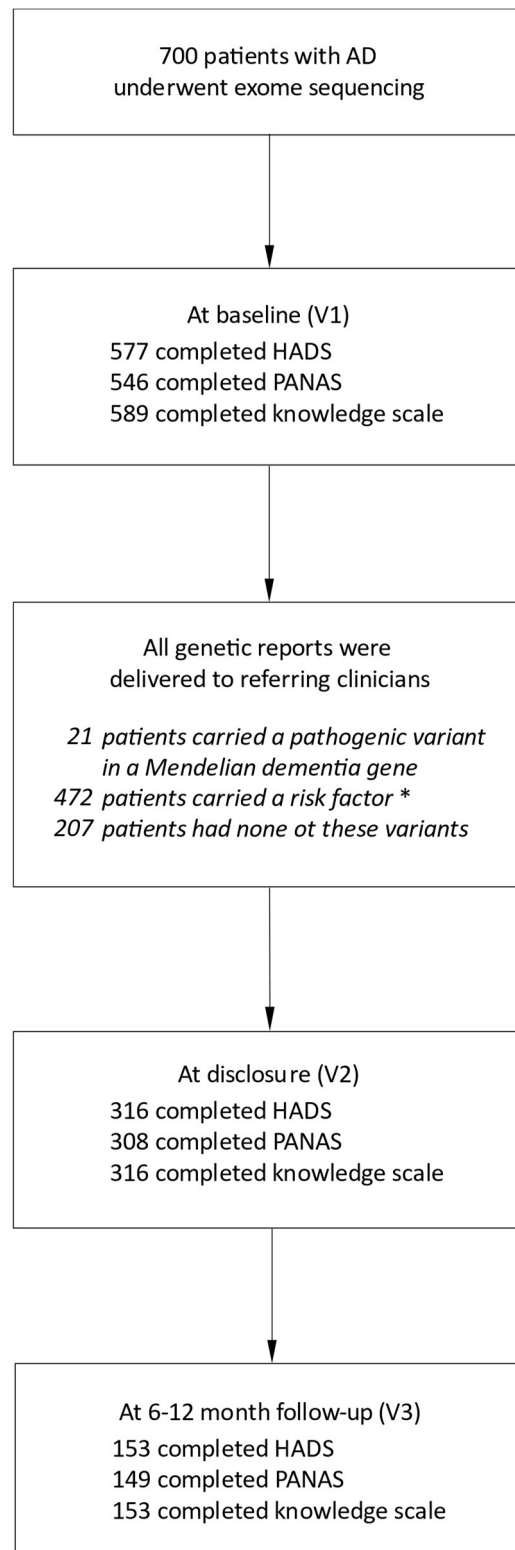 700 patients with AD
underwent exome sequencing
At baseline (V1)
577 completed HADS
546 completed PANAS
589 completed knowledge scale
All genetic reports were
delivered to referring clinicians
21 patients carried a pathogenic variant
in a Mendelian dementia gene
472 patients carried a risk factor *
207 patients had none ot these variants
At disclosure (V2)
316 completed HADS
308 completed PANAS
316 completed knowledge scale
At 6-12 month follow-up (V3)
153 completed HADS
149 completed PANAS
153 completed knowledge scale